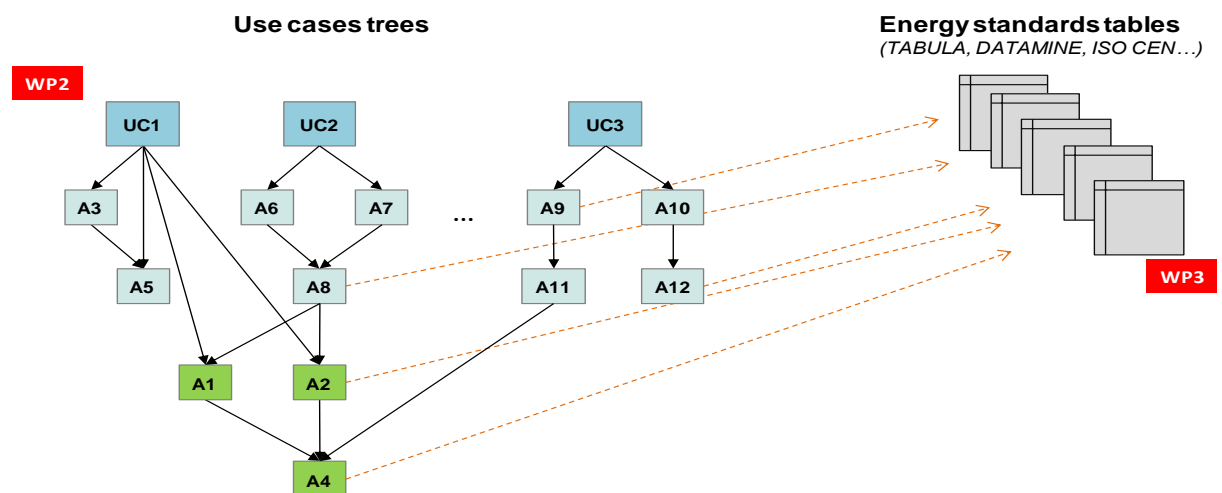 Use cases trees
Energy standards tables
(TABULA, DATAMINE, ISO CEN…)
WP2
UC1
UC2
UC3
A3
A6
A7
...
A9
A10
A5
A8
A11
A12
WP3
A1
A2
A4